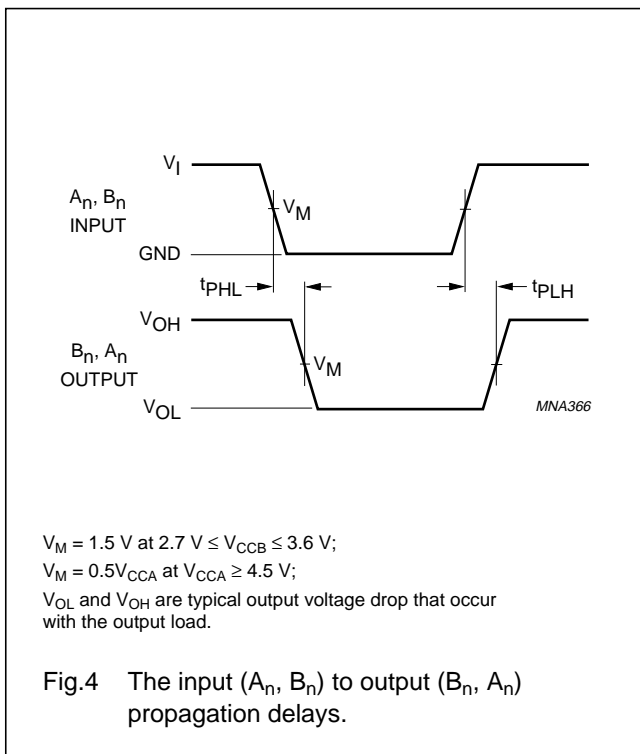 V_I
A_n, B_n
INPUT
V_M
GND
t_PHL
t_PLH
V_OH
B_n, A_n
OUTPUT
V_M
V_OL
MNA366
V_M = 1.5 V at 2.7 V ≤ V_CCB ≤ 3.6 V;
V_M = 0.5V_CCA at V_CCA ≥ 4.5 V;
V_OL and V_OH are typical output voltage drop that occur
with the output load.
Fig.4 The input (A_n, B_n) to output (B_n, A_n)
propagation delays.